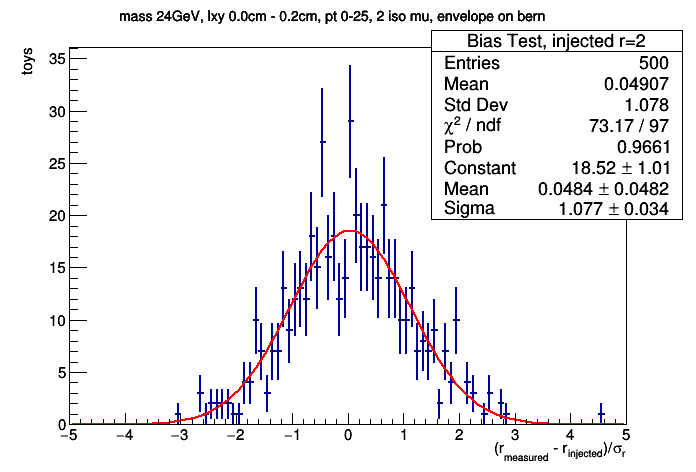 mass 24GeV, lxy 0.0cm - 0.2cm, pt 0-25, 2 iso mu, envelope on bern
Bias Test, injected r=2
Entries 500
Mean 0.04907
Std Dev 1.078
χ² / ndf 73.17 / 97
Prob 0.9661
Constant 18.52 ± 1.01
Mean 0.0484 ± 0.0482
Sigma 1.077 ± 0.034
toys
35
30
25
20
15
10
5
0
−5 −4 −3 −2 −1 0 1 2 3 4 5
(r_measured - r_injected)/σ_r